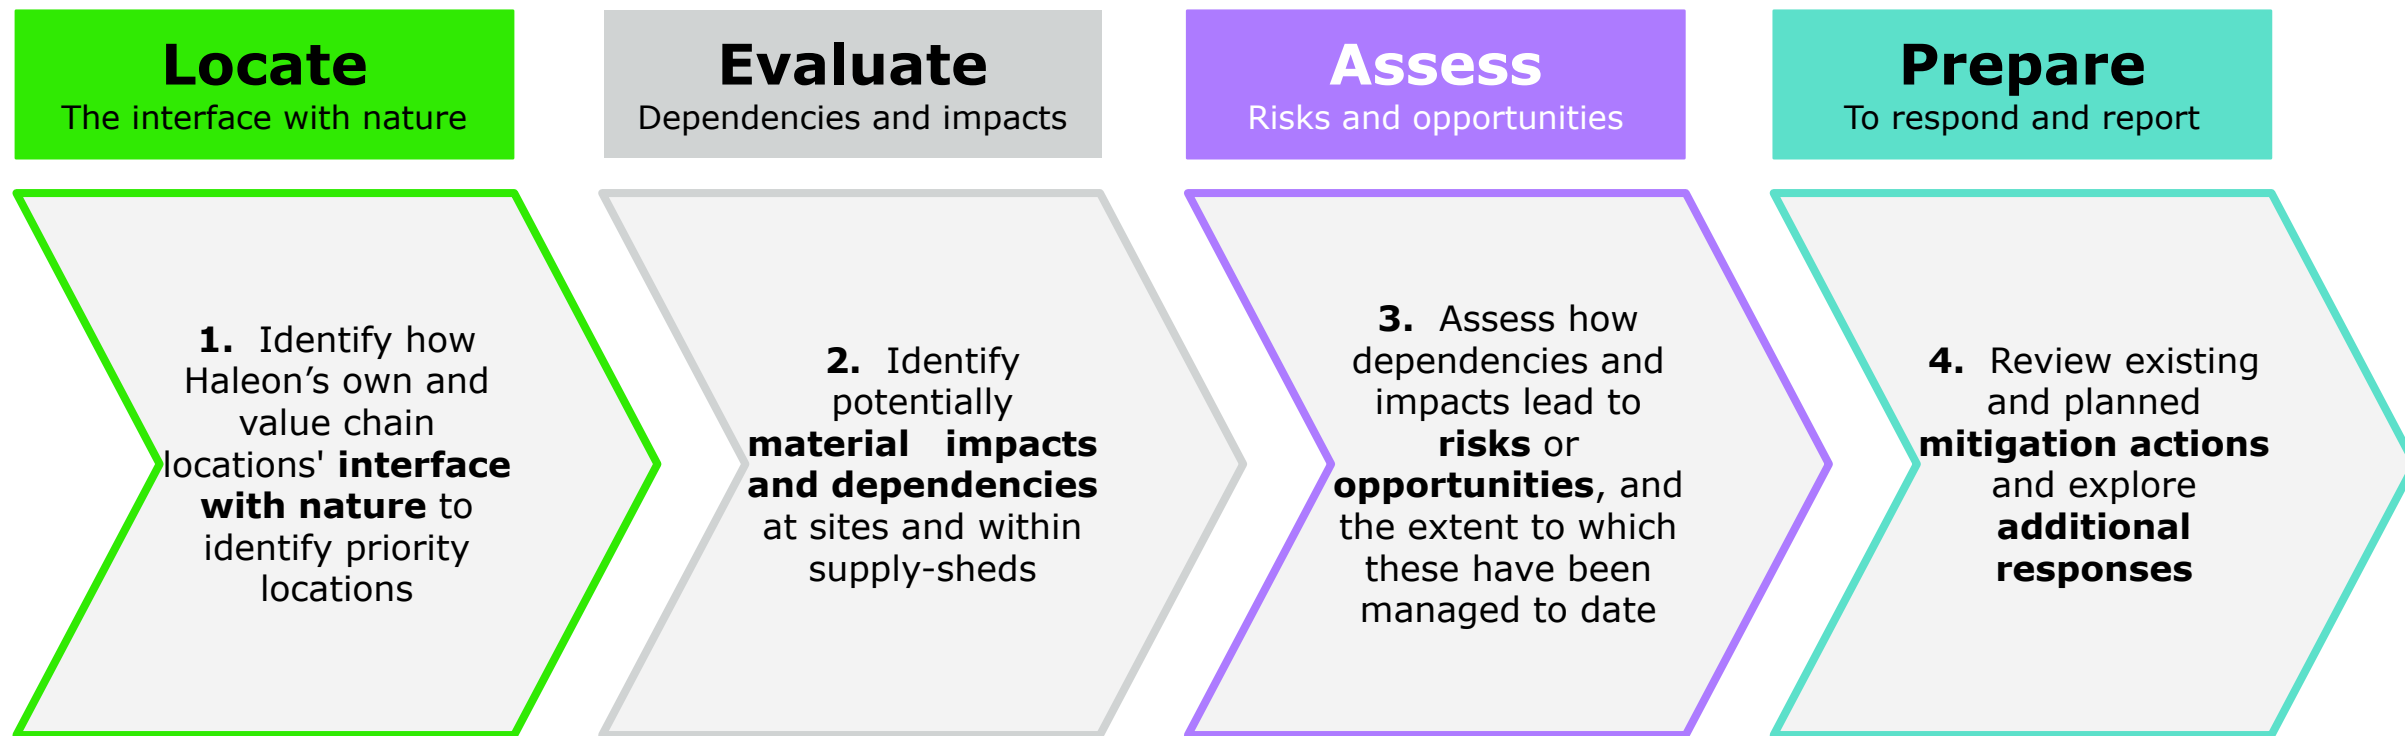 Locate
The interface with nature
Evaluate
Dependencies and impacts
Assess
Risks and opportunities
Prepare
To respond and report
1. Identify how
Haleon’s own and
value chain
locations' interface
with nature to
identify priority
locations
2. Identify
potentially
material impacts
and dependencies
at sites and within
supply-sheds
3. Assess how
dependencies and
impacts lead to
risks or
opportunities, and
the extent to which
these have been
managed to date
4. Review existing
and planned
mitigation actions
and explore
additional
responses